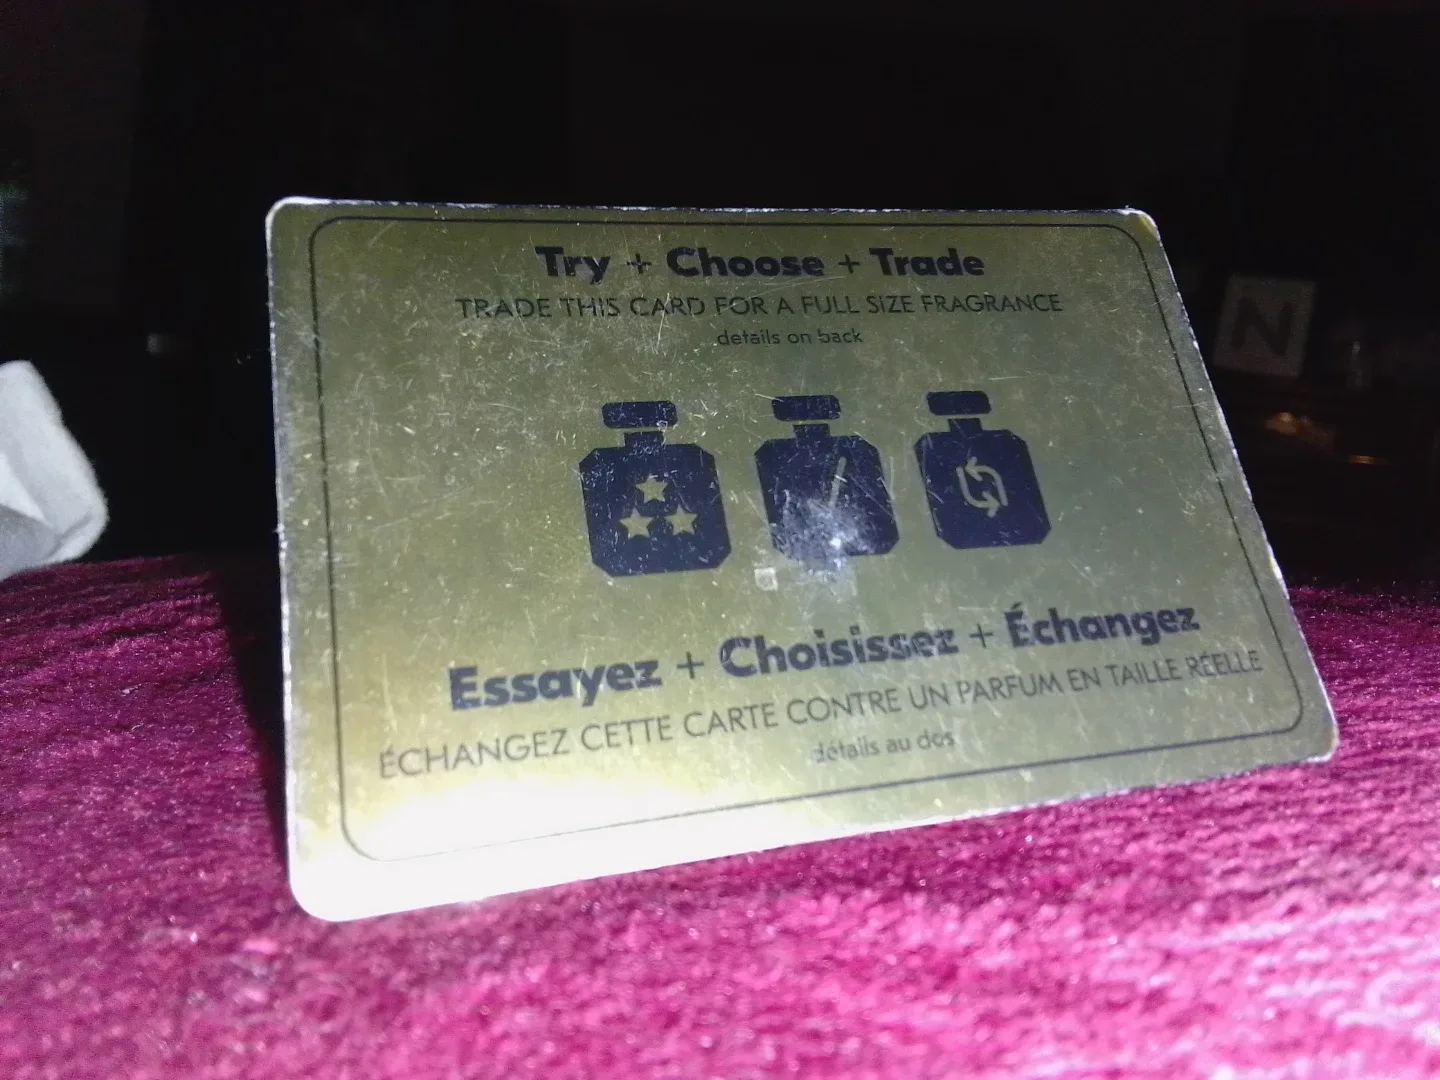 Try + Choose + Trade
TRADE THIS CARD FOR A FULL SIZE FRAGRANCE
details on back
Essayez + Choisissez + Échangez
ÉCHANGEZ CETTE CARTE CONTRE UN PARFUM EN TAILLE RÉELLE
détails au dos
N